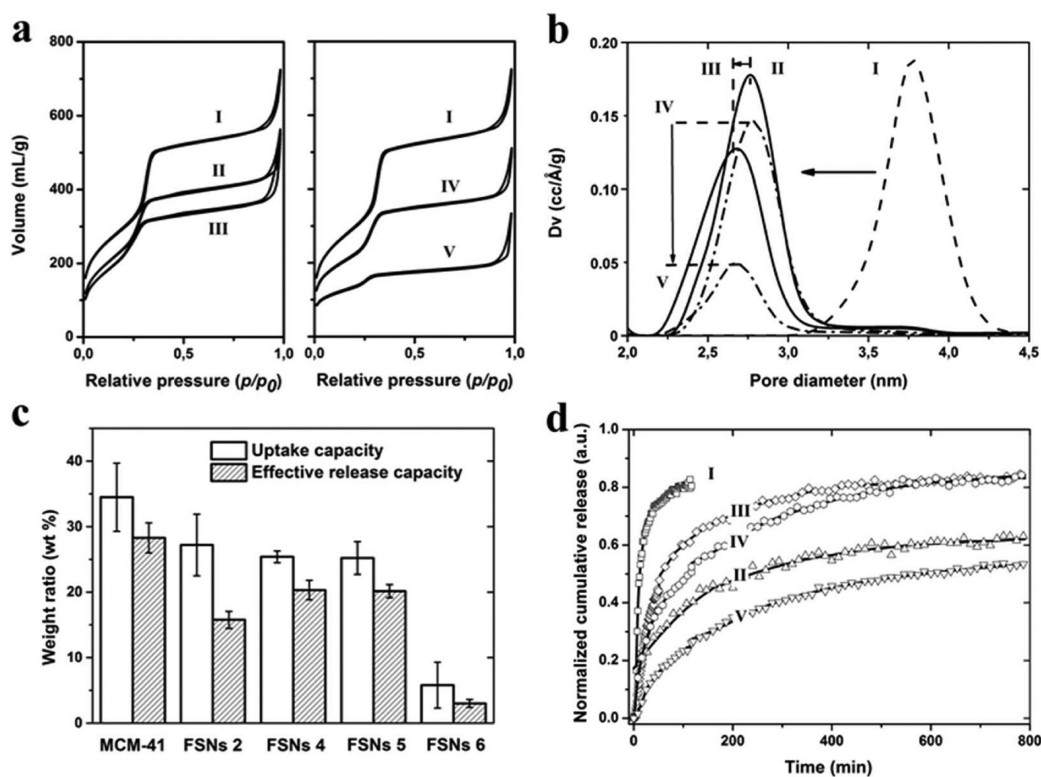 a
800
600
400
200
0
Volume (mL/g)
I
II
III
I
IV
V
0,0
0,5
1,0
0,0
0,5
1,0
Relative pressure (p/p0)
Relative pressure (p/p0)
b
0.20
0.15
0.10
0.05
0
Dv (cc/Å/g)
III
II
I
IV
V
2,0
2,5
3,0
3,5
4,0
4,5
Pore diameter (nm)
c
40
30
20
10
0
Weight ratio (wt %)
Uptake capacity
Effective release capacity
MCM-41
FSNs 2
FSNs 4
FSNs 5
FSNs 6
d
1.0
0.8
0.6
0.4
0.2
0.0
Normalized cumulative release (a.u.)
I
III
IV
II
V
0
200
400
600
800
Time (min)